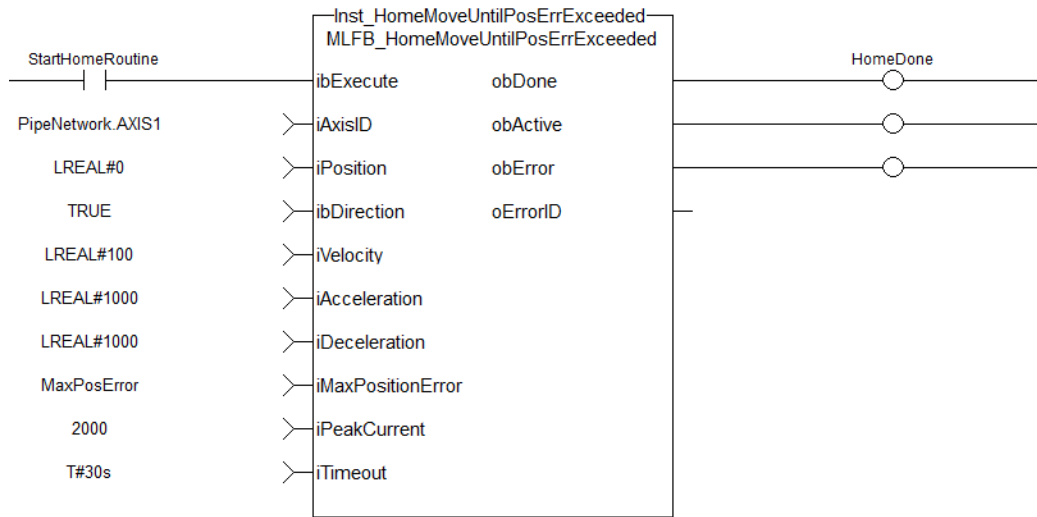 Inst_HomeMoveUntilPosErrExceeded
MLFB_HomeMoveUntilPosErrExceeded
StartHomeRoutine ibExecute obDone HomeDone
PipeNetwork.AXIS1 iAxisID obActive
LREAL#0 iPosition obError
TRUE ibDirection oErrorID
LREAL#100 iVelocity
LREAL#1000 iAcceleration
LREAL#1000 iDeceleration
MaxPosError iMaxPositionError
2000 iPeakCurrent
T#30s iTimeout